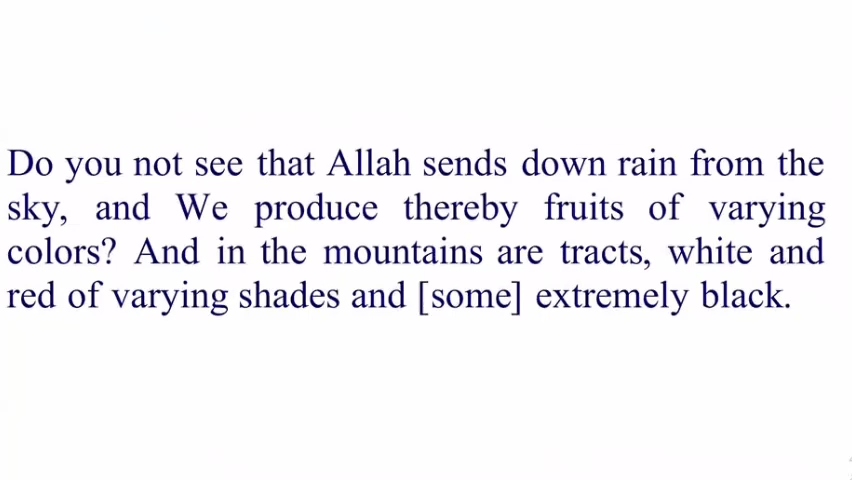 Do you not see that Allah sends down rain from the
sky, and We produce thereby fruits of varying
colors? And in the mountains are tracts, white and
red of varying shades and [some] extremely black.